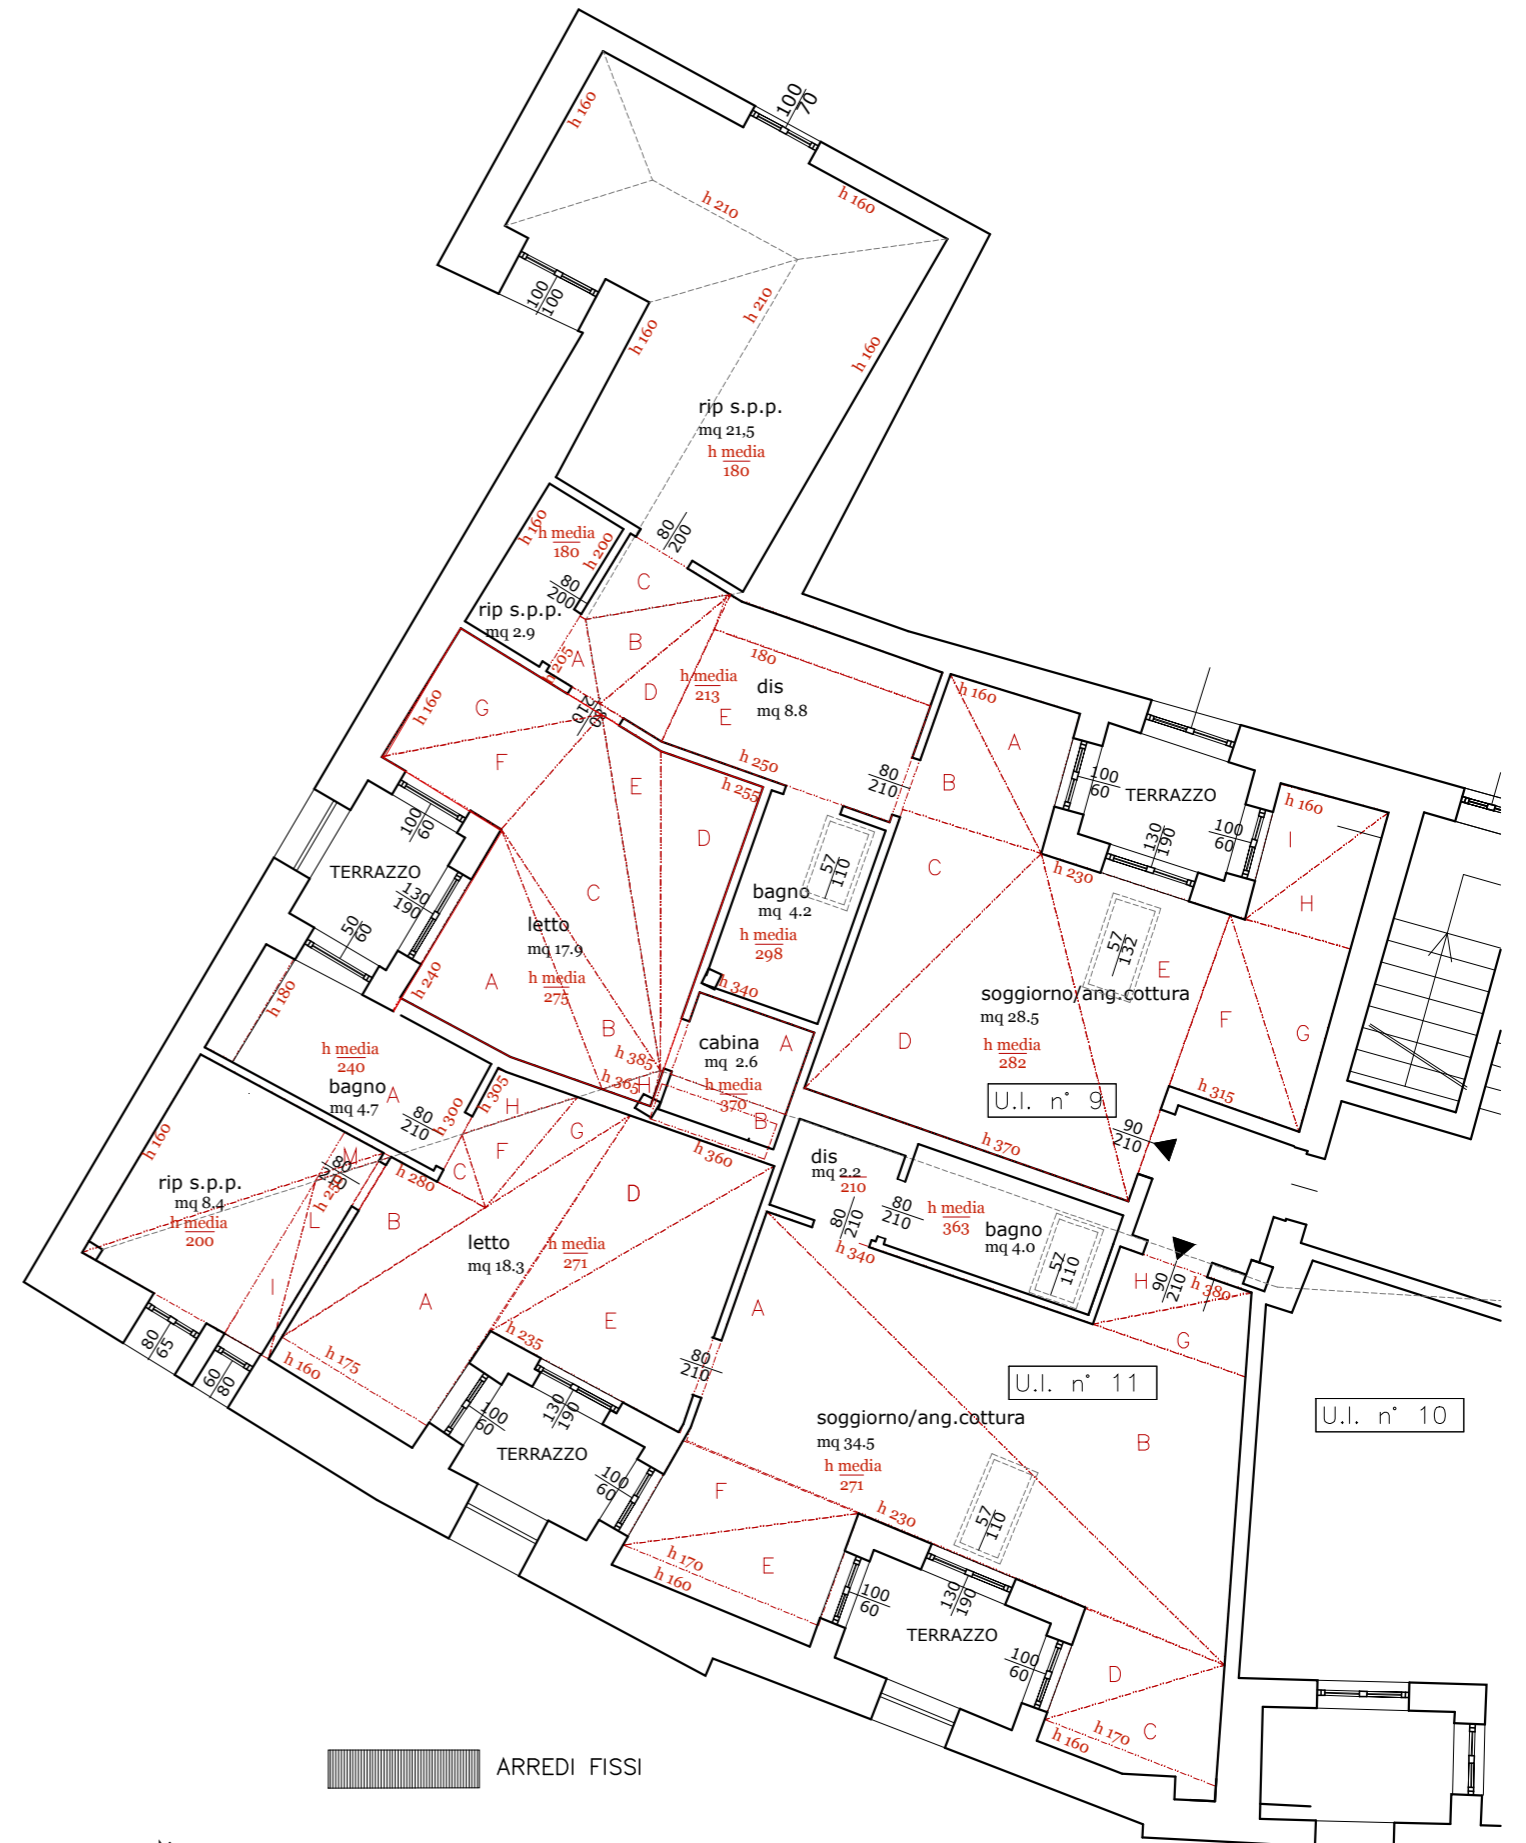 100
70
h 160
h 210
h 160
100
100
h 160
h 210
h 160
rip s.p.p.
mq 21,5
h media
180
80
200
h 160
h media
180
h 200
80
200
rip s.p.p.
mq 2.9
C
B
A
D
E
h media
213
180
dis
mq 8.8
h 250
80
210
h 160
G
F
E
D
C
A
B
H
h 255
letto
mq 17.9
h media
275
h 240
h 385
h 365
100
60
TERRAZZO
130
190
50
60
bagno
mq 4.2
h media
298
h 340
57
110
cabina
mq 2.6
h media
370
A
B
h 160
A
B
C
D
E
F
G
H
I
100
60
TERRAZZO
130
190
100
60
h 160
h 230
57
132
soggiorno/ang.cottura
mq 28.5
h media
282
h 315
h 370
U.I. n° 9
90
210
h 180
h media
240
bagno
mq 4.7
A
80
210
h 300
h 305
h 160
rip s.p.p.
mq 8.4
h media
200
M
L
I
80
210
80
65
60
80
h 280
H
G
F
C
B
D
A
E
letto
mq 18.3
h media
271
h 360
h 235
h 175
h 160
100
60
TERRAZZO
130
190
100
60
80
210
dis
mq 2.2
210
80
210
80
210
h media
363
bagno
mq 4.0
57
110
h 340
H
90
210
h 380
G
A
B
U.I. n° 11
soggiorno/ang.cottura
mq 34.5
h media
271
F
E
h 230
h 170
h 160
57
110
100
60
TERRAZZO
130
190
100
60
D
C
h 170
h 160
U.I. n° 10
ARREDI FISSI